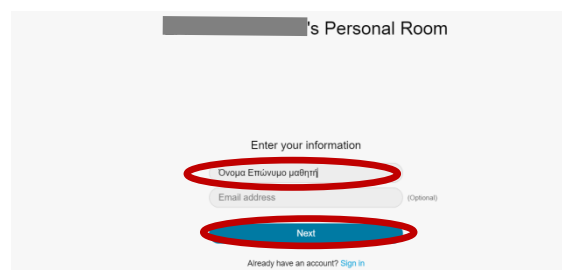 's Personal Room
Enter your information
Όνομα Επώνυμο μαθητή
Email address
(Optional)
Next
Already have an account? Sign in